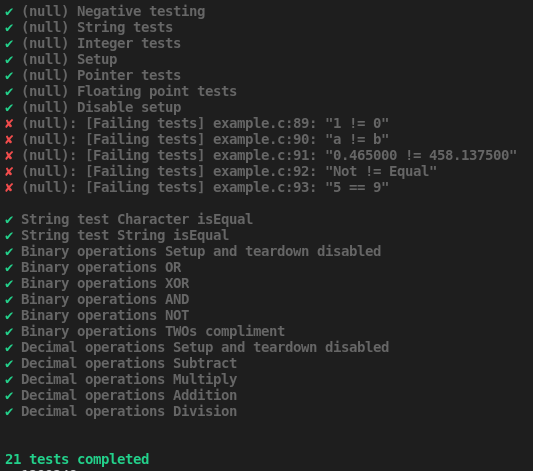 ✔ (null) Negative testing
✔ (null) String tests
✔ (null) Integer tests
✔ (null) Setup
✔ (null) Pointer tests
✔ (null) Floating point tests
✔ (null) Disable setup
✘ (null): [Failing tests] example.c:89: "1 != 0"
✘ (null): [Failing tests] example.c:90: "a != b"
✘ (null): [Failing tests] example.c:91: "0.465000 != 458.137500"
✘ (null): [Failing tests] example.c:92: "Not != Equal"
✘ (null): [Failing tests] example.c:93: "5 == 9"
✔ String test Character isEqual
✔ String test String isEqual
✔ Binary operations Setup and teardown disabled
✔ Binary operations OR
✔ Binary operations XOR
✔ Binary operations AND
✔ Binary operations NOT
✔ Binary operations TWOs compliment
✔ Decimal operations Setup and teardown disabled
✔ Decimal operations Subtract
✔ Decimal operations Multiply
✔ Decimal operations Addition
✔ Decimal operations Division
21 tests completed